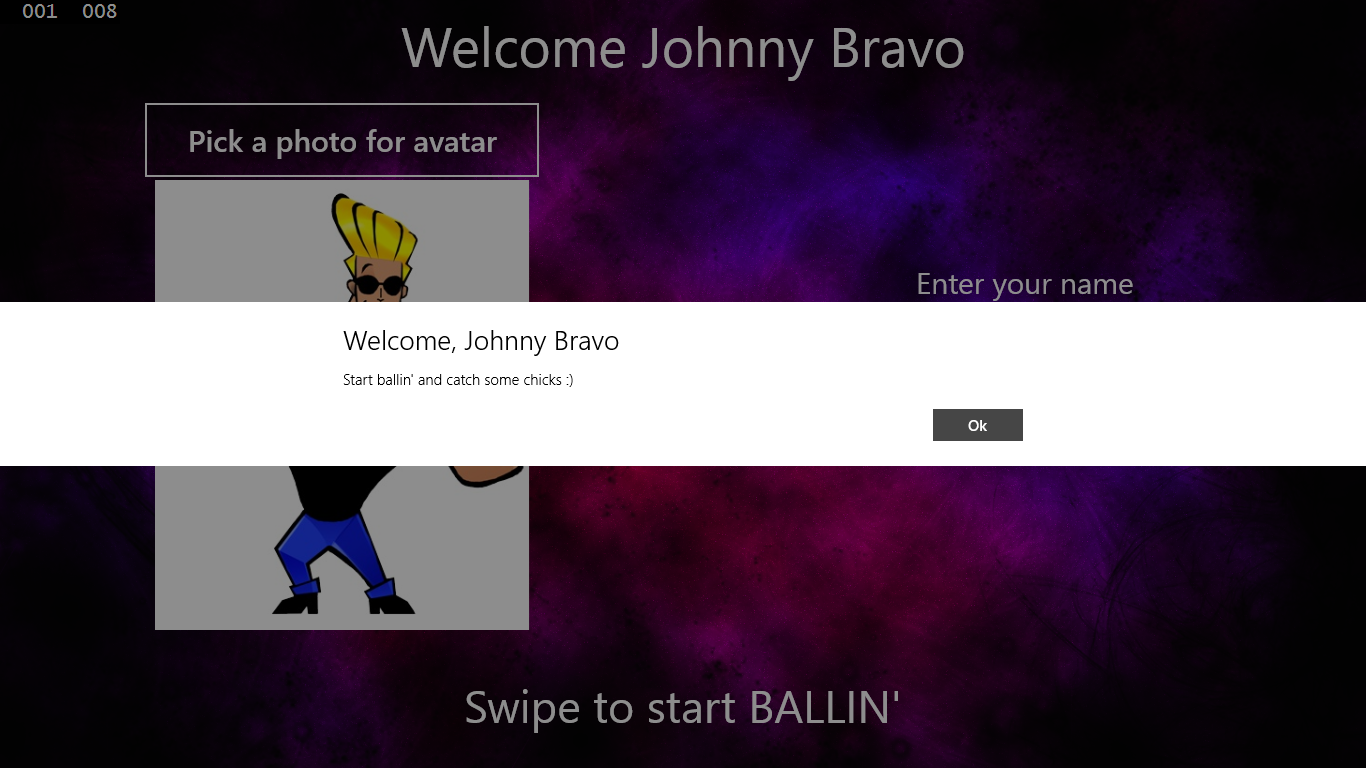 001 008
Welcome Johnny Bravo
Pick a photo for avatar
Enter your name
Welcome, Johnny Bravo
Start ballin' and catch some chicks :)
Ok
Swipe to start BALLIN'